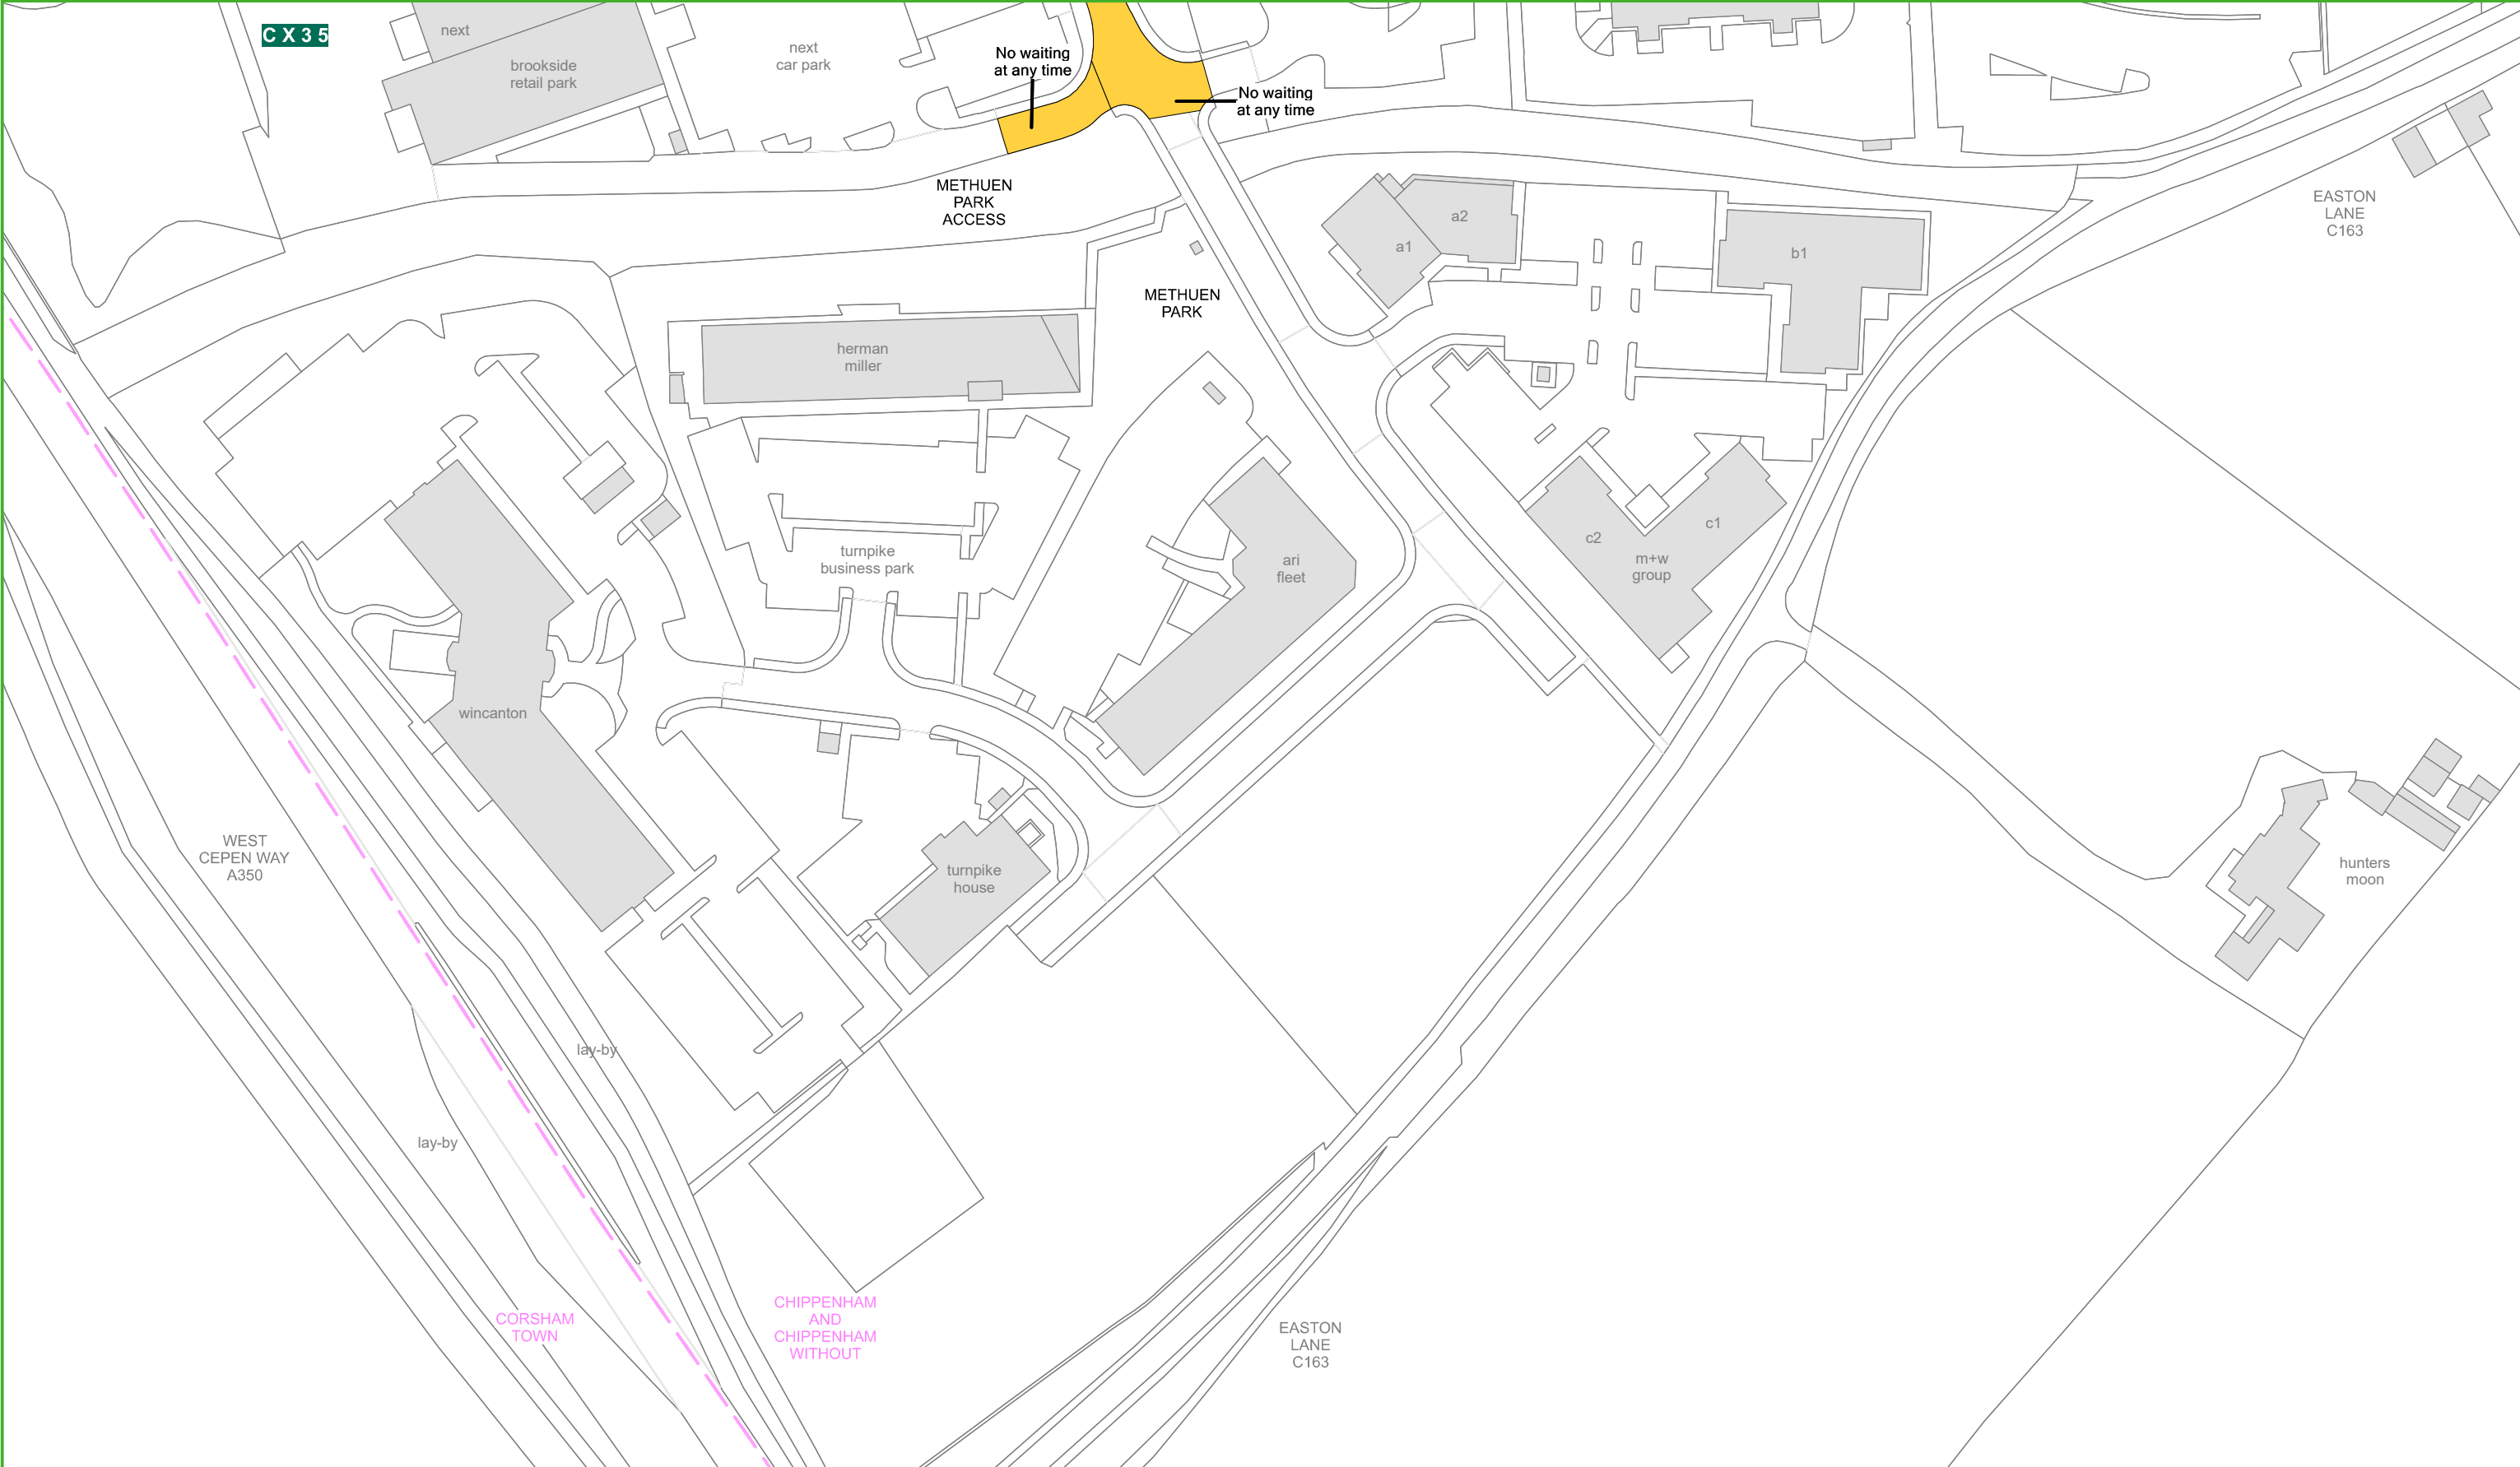 C X 3 5
next
brookside
retail park
next
car park
No waiting
at any time
No waiting
at any time
METHUEN
PARK
ACCESS
EASTON
LANE
C163
a2
a1
b1
METHUEN
PARK
herman
miller
turnpike
business park
ari
fleet
c2
c1
m+w
group
wincanton
WEST
CEPEN WAY
A350
turnpike
house
hunters
moon
lay-by
lay-by
CORSHAM
TOWN
CHIPPENHAM
AND
CHIPPENHAM
WITHOUT
EASTON
LANE
C163